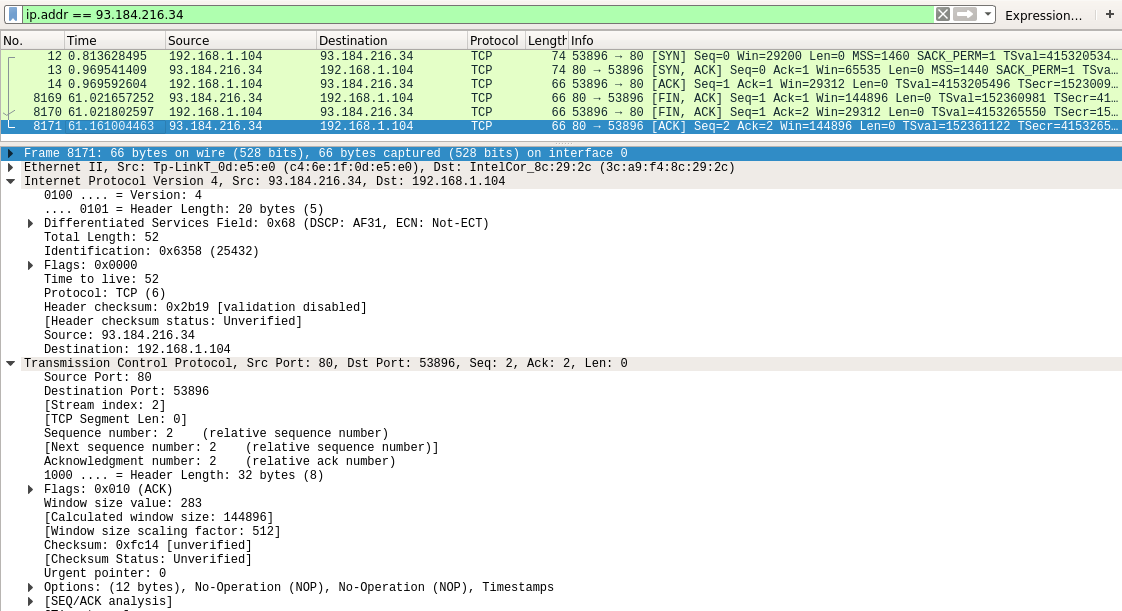 ip.addr == 93.184.216.34 Expression… +
No. Time Source Destination Protocol Length Info
12 0.813628495 192.168.1.104 93.184.216.34 TCP 74 53896 → 80 [SYN] Seq=0 Win=29200 Len=0 MSS=1460 SACK_PERM=1 TSval=415320534…
13 0.969541409 93.184.216.34 192.168.1.104 TCP 74 80 → 53896 [SYN, ACK] Seq=0 Ack=1 Win=65535 Len=0 MSS=1440 SACK_PERM=1 TSva…
14 0.969592604 192.168.1.104 93.184.216.34 TCP 66 53896 → 80 [ACK] Seq=1 Ack=1 Win=29312 Len=0 TSval=4153205496 TSecr=1523009…
8169 61.021657252 93.184.216.34 192.168.1.104 TCP 66 80 → 53896 [FIN, ACK] Seq=1 Ack=1 Win=144896 Len=0 TSval=152360981 TSecr=41…
8170 61.021802597 192.168.1.104 93.184.216.34 TCP 66 53896 → 80 [FIN, ACK] Seq=1 Ack=2 Win=29312 Len=0 TSval=4153265550 TSecr=15…
8171 61.161004463 93.184.216.34 192.168.1.104 TCP 66 80 → 53896 [ACK] Seq=2 Ack=2 Win=144896 Len=0 TSval=152361122 TSecr=4153265…
Frame 8171: 66 bytes on wire (528 bits), 66 bytes captured (528 bits) on interface 0
Ethernet II, Src: Tp-LinkT_0d:e5:e0 (c4:6e:1f:0d:e5:e0), Dst: IntelCor_8c:29:2c (3c:a9:f4:8c:29:2c)
Internet Protocol Version 4, Src: 93.184.216.34, Dst: 192.168.1.104
0100 .... = Version: 4
.... 0101 = Header Length: 20 bytes (5)
Differentiated Services Field: 0x68 (DSCP: AF31, ECN: Not-ECT)
Total Length: 52
Identification: 0x6358 (25432)
Flags: 0x0000
Time to live: 52
Protocol: TCP (6)
Header checksum: 0x2b19 [validation disabled]
[Header checksum status: Unverified]
Source: 93.184.216.34
Destination: 192.168.1.104
Transmission Control Protocol, Src Port: 80, Dst Port: 53896, Seq: 2, Ack: 2, Len: 0
Source Port: 80
Destination Port: 53896
[Stream index: 2]
[TCP Segment Len: 0]
Sequence number: 2 (relative sequence number)
[Next sequence number: 2 (relative sequence number)]
Acknowledgment number: 2 (relative ack number)
1000 .... = Header Length: 32 bytes (8)
Flags: 0x010 (ACK)
Window size value: 283
[Calculated window size: 144896]
[Window size scaling factor: 512]
Checksum: 0xfc14 [unverified]
[Checksum Status: Unverified]
Urgent pointer: 0
Options: (12 bytes), No-Operation (NOP), No-Operation (NOP), Timestamps
[SEQ/ACK analysis]